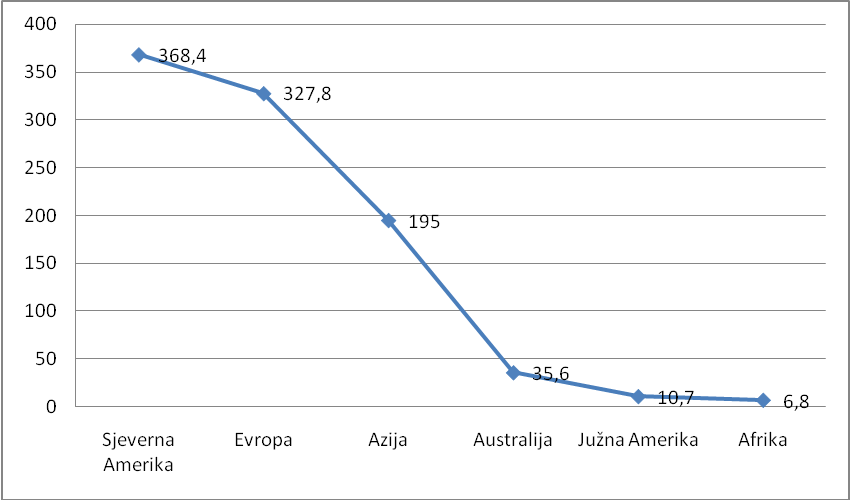 400
350
300
250
200
150
100
50
0
368,4
327,8
195
35,6
10,7
6,8
Sjeverna
Amerika
Evropa
Azija
Australija
Južna Amerika
Afrika